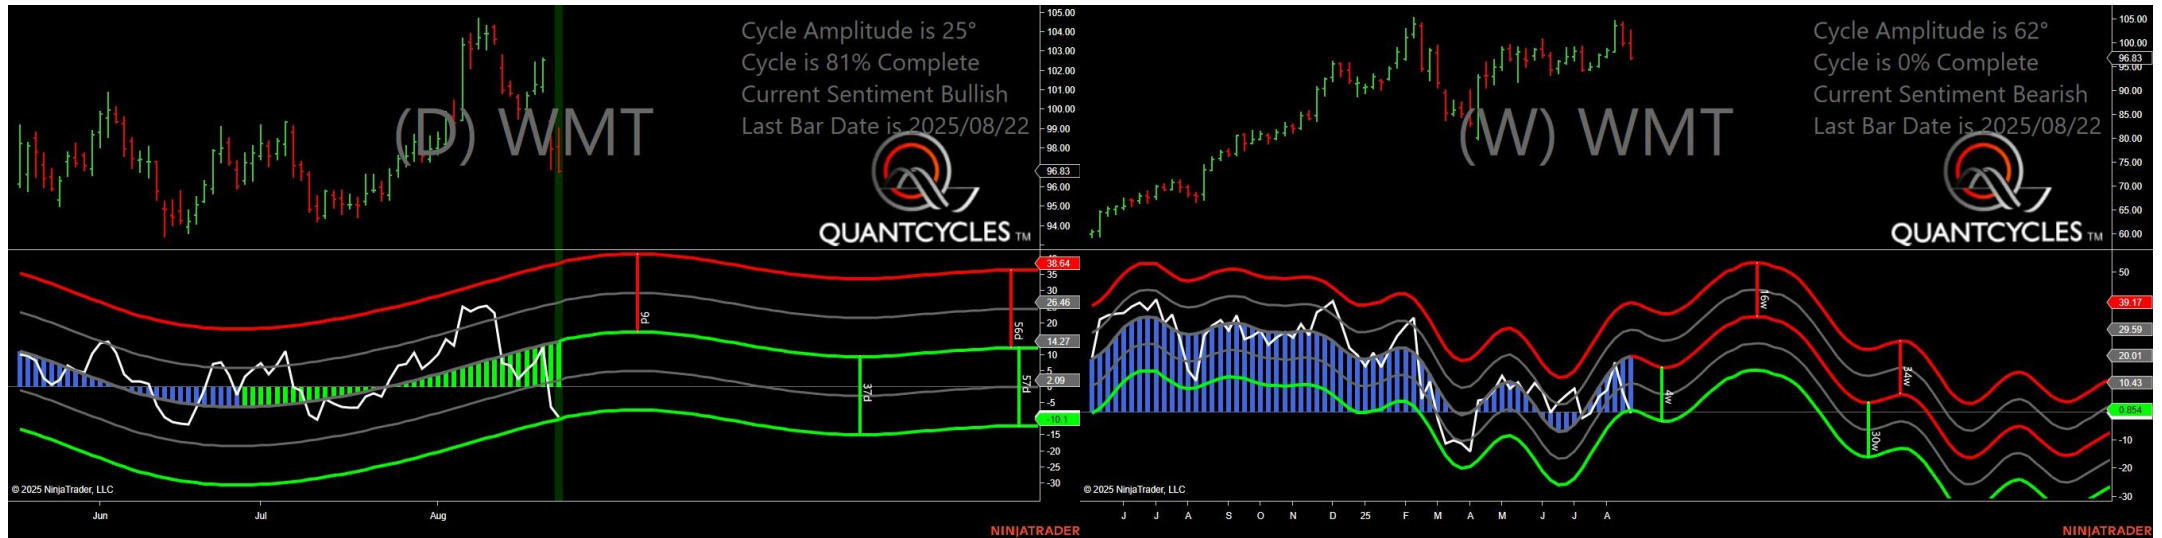 Cycle Amplitude is 25°
Cycle is 81% Complete
Current Sentiment Bullish
Last Bar Date is 2025/08/22
(D) WMT
QUANTCYCLES TM
105.00
104.00
103.00
102.00
101.00
100.00
99.00
98.00
96.83
96.00
95.00
94.00
38.64
35
30
26.46
20
14.27
10
5
2.09
-5
-10.1
-15
-20
-25
-30
9d
37d
56d
57d
© 2025 NinjaTrader, LLC
Jun
Jul
Aug
NINJATRADER
Cycle Amplitude is 62°
Cycle is 0% Complete
Current Sentiment Bearish
Last Bar Date is 2025/08/22
(W) WMT
QUANTCYCLES TM
105.00
100.00
96.83
95.00
90.00
85.00
80.00
75.00
70.00
65.00
60.00
50
39.17
29.59
20.01
10.43
0.854
-10
-20
-30
4w
16w
30w
34w
© 2025 NinjaTrader, LLC
J J A S O N D 25 F M A M J J A
NINJATRADER